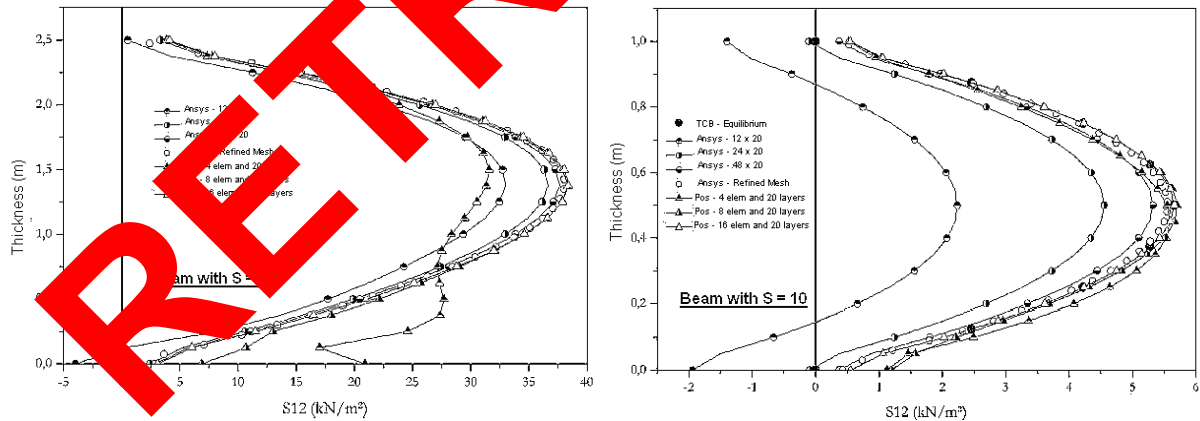 RETR
2,5
2,0
1,5
1,0
0,0
Thickness (m)
-5
5
10
15
20
25
30
35
40
S12 (kN/m²)
Ansys - 12
Ansys
Ansys 20
Refined Mesh
4 elem and 20
- 8 elem and 20 layers
elem layers
am with S =
1,0
0,8
0,6
0,4
0,2
0,0
Thickness (m)
-2
-1
0
1
2
3
4
5
6
S12 (kN/m²)
TCB - Equilibrium
Ansys - 12 x 20
Ansys - 24 x 20
Ansys - 48 x 20
Ansys - Refined Mesh
Pos - 4 elem and 20 layers
Pos - 8 elem and 20 layers
Pos - 16 elem and 20 layers
Beam with S = 10